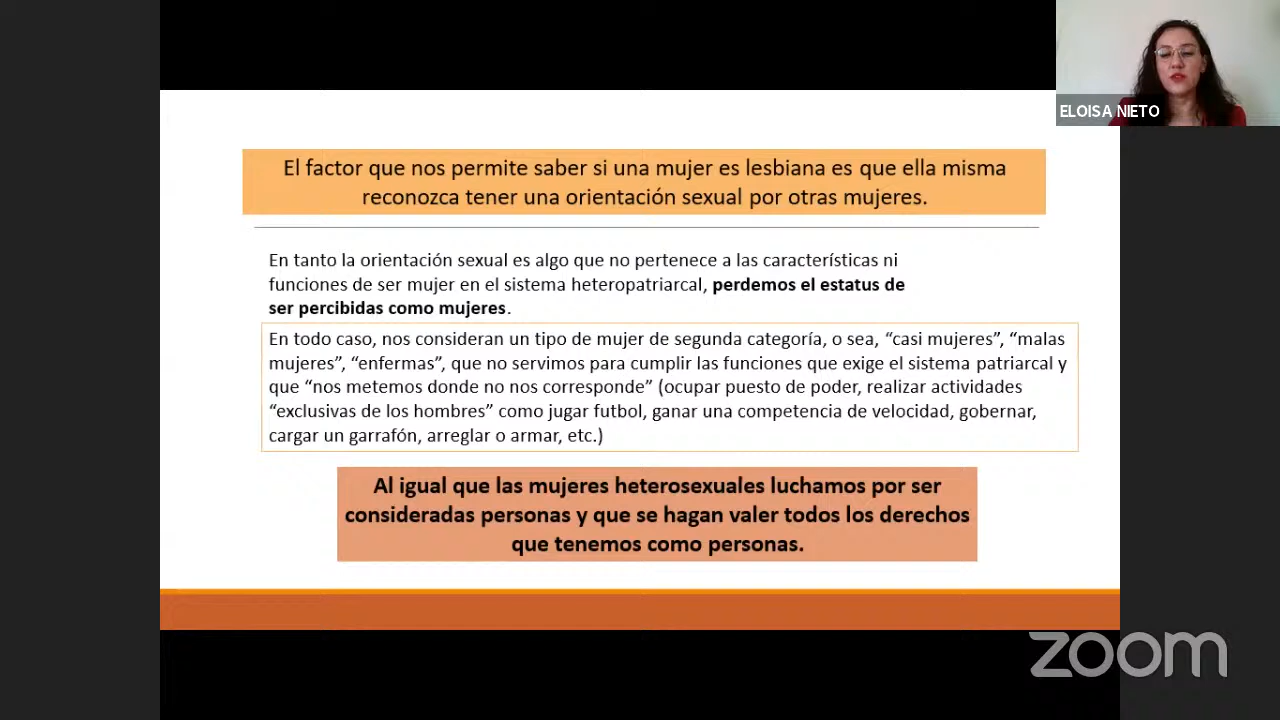 ELOISA NIETO
El factor que nos permite saber si una mujer es lesbiana es que ella misma
reconozca tener una orientación sexual por otras mujeres.
En tanto la orientación sexual es algo que no pertenece a las características ni
funciones de ser mujer en el sistema heteropatriarcal, perdemos el estatus de
ser percibidas como mujeres.
En todo caso, nos consideran un tipo de mujer de segunda categoría, o sea, “casi mujeres”, “malas
mujeres”, “enfermas”, que no servimos para cumplir las funciones que exige el sistema patriarcal y
que “nos metemos donde no nos corresponde” (ocupar puesto de poder, realizar actividades
“exclusivas de los hombres” como jugar futbol, ganar una competencia de velocidad, gobernar,
cargar un garrafón, arreglar o armar, etc.)
Al igual que las mujeres heterosexuales luchamos por ser
consideradas personas y que se hagan valer todos los derechos
que tenemos como personas.
zoom